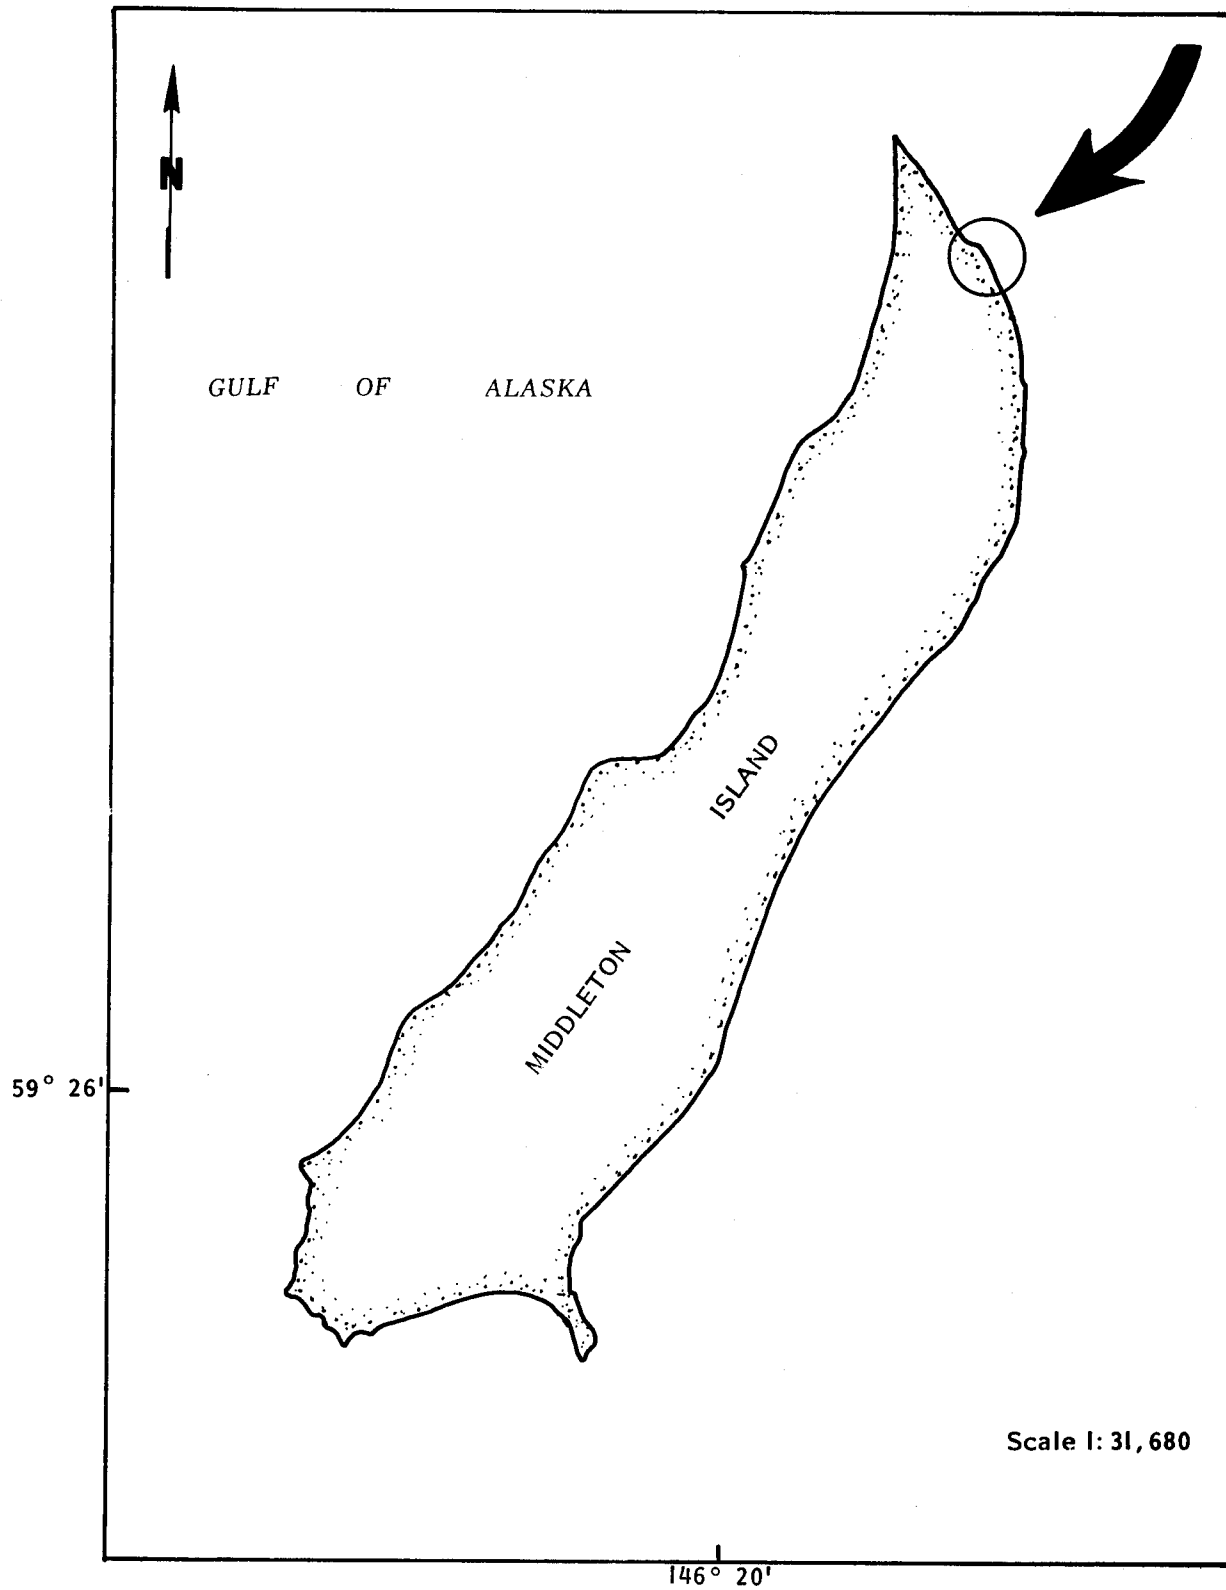 N
GULF OF ALASKA
ISLAND
MIDDLETON
59° 26'
Scale 1:31,680
146° 20'